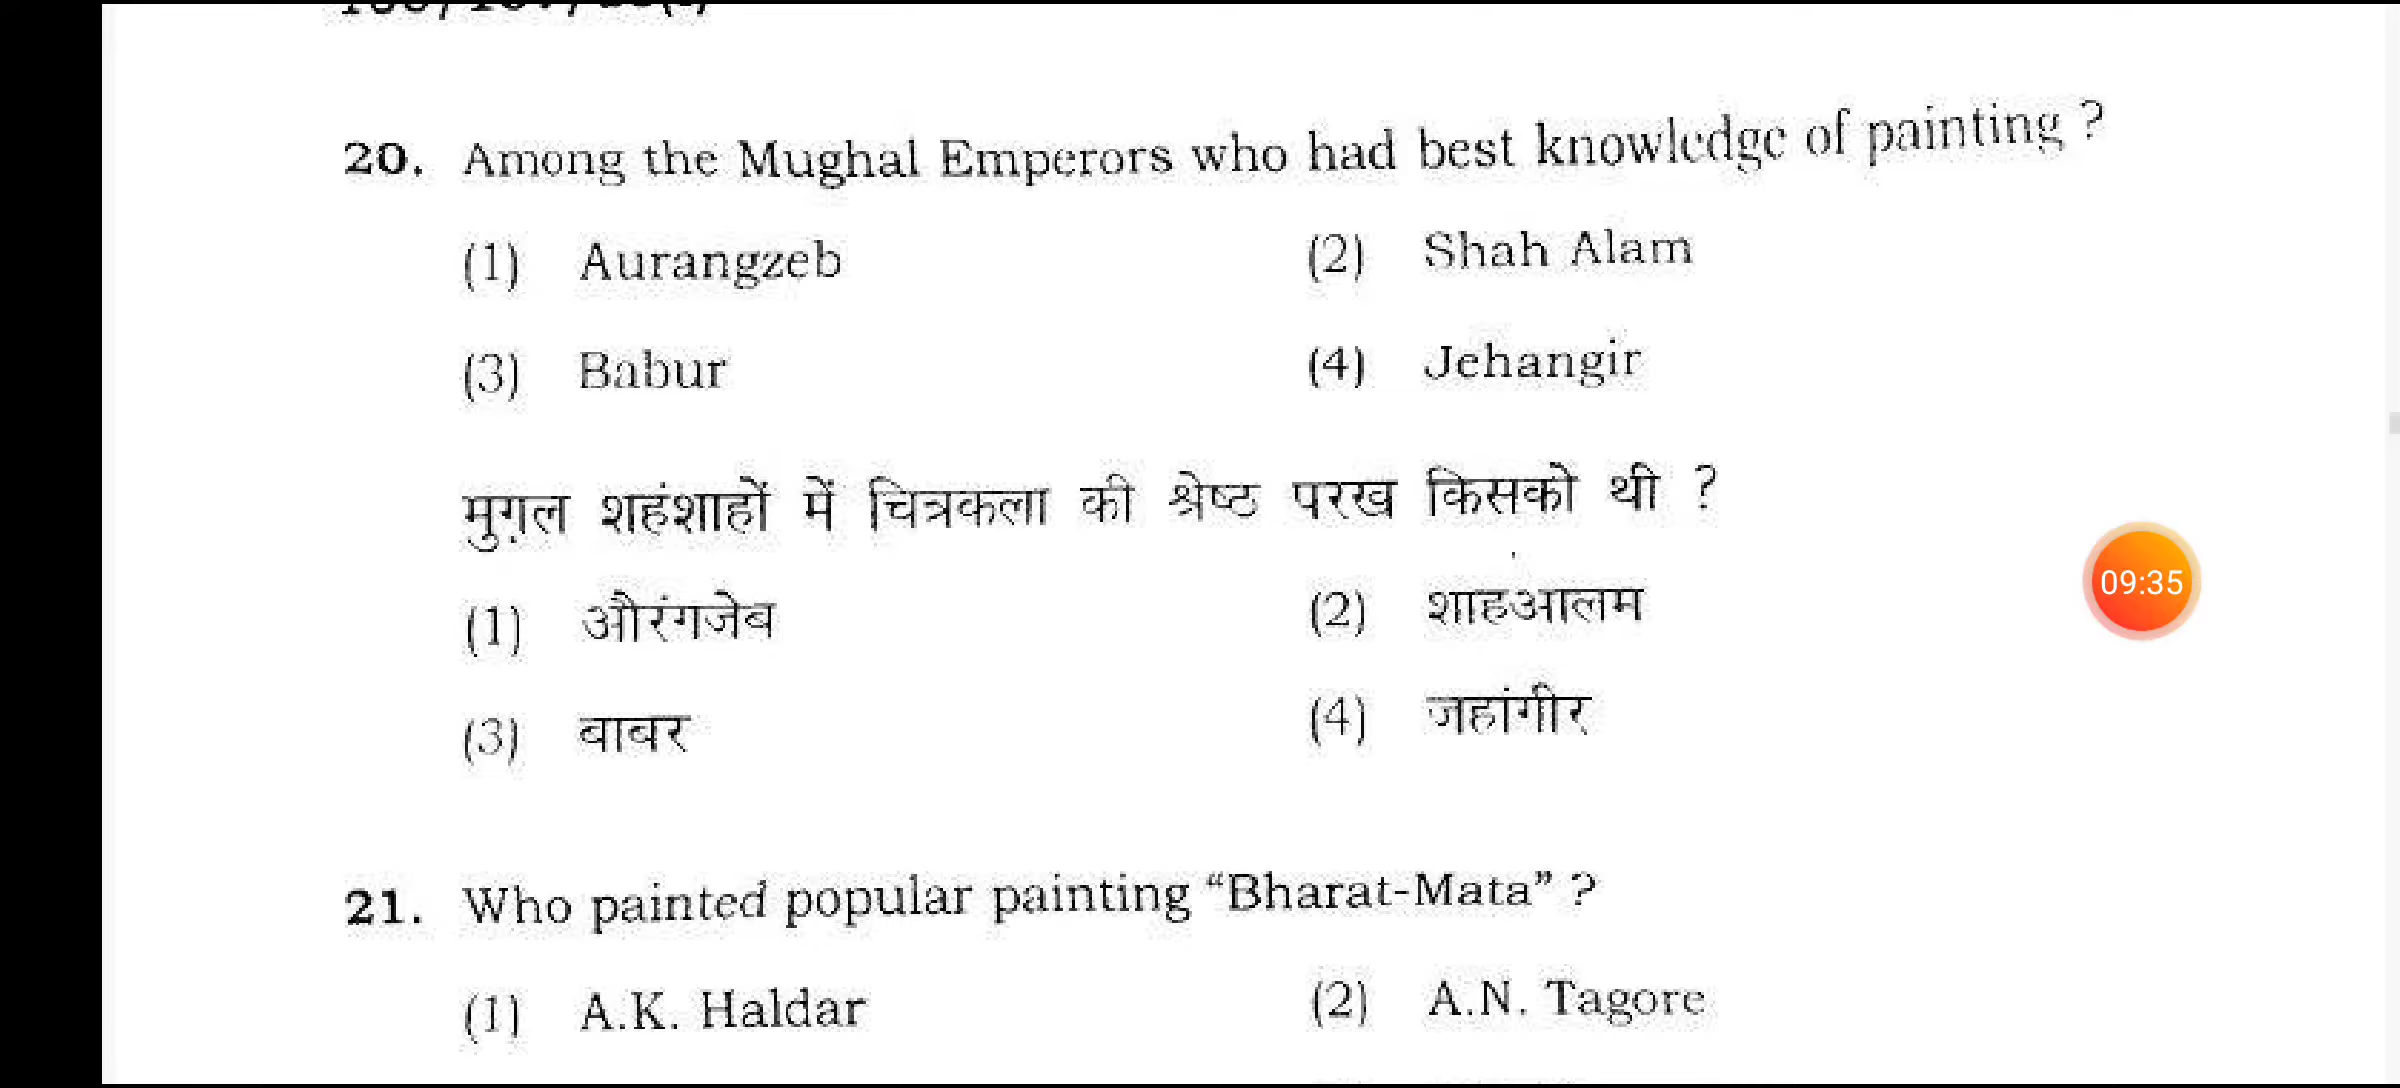 20. Among the Mughal Emperors who had best knowledge of painting ?
(1) Aurangzeb (2) Shah Alam
(3) Babur (4) Jehangir
मुग़ल शहंशाहों में चित्रकला की श्रेष्ठ परख किसको थी ?
(1) औरंगजेब (2) शाहआलम
(3) बाबर (4) जहांगीर
09:35
21. Who painted popular painting “Bharat-Mata” ?
(1) A.K. Haldar (2) A.N. Tagore